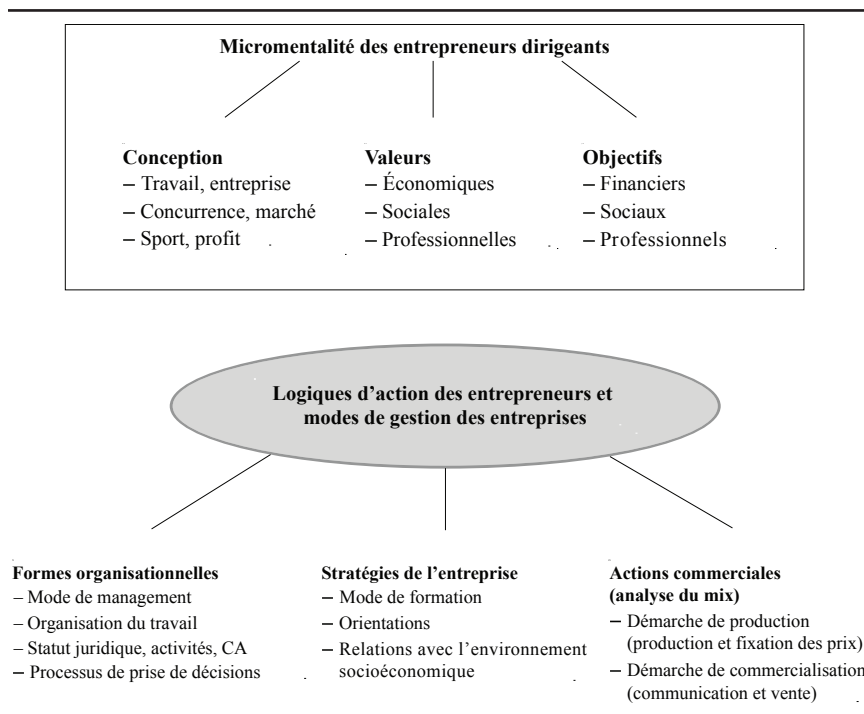 Micromentalité des entrepreneurs dirigeants
Conception
– Travail, entreprise
– Concurrence, marché
– Sport, profit
Valeurs
– Économiques
– Sociales
– Professionnelles
Objectifs
– Financiers
– Sociaux
– Professionnels
Logiques d’action des entrepreneurs et
modes de gestion des entreprises
Formes organisationnelles
– Mode de management
– Organisation du travail
– Statut juridique, activités, CA
– Processus de prise de décisions
Stratégies de l’entreprise
– Mode de formation
– Orientations
– Relations avec l’environnement
socioéconomique
Actions commerciales
(analyse du mix)
– Démarche de production
(production et fixation des prix)
– Démarche de commercialisation
(communication et vente)